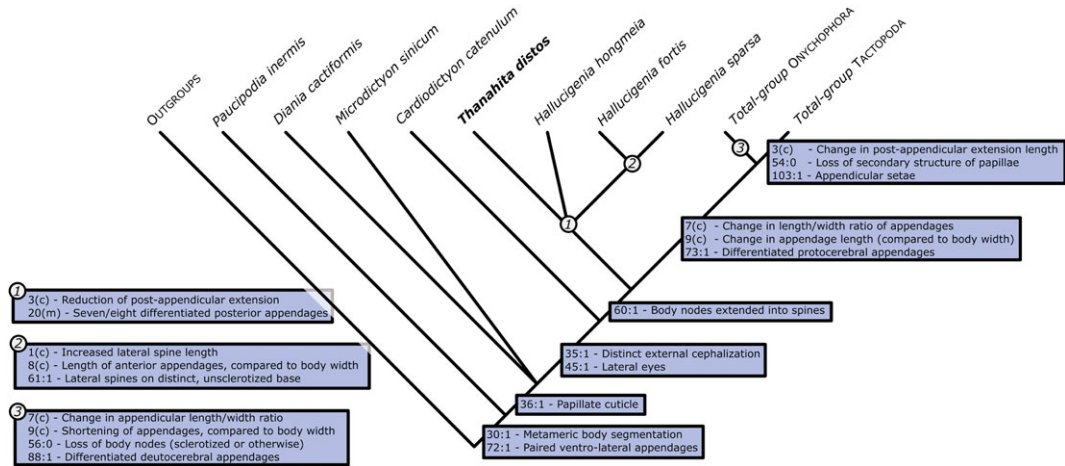 OUTGROUPS
Paucipodia inermis
Diania cactiformis
Microdictyon sinicum
Cardiodictyon catenulum
Thanahita distos
Hallucigenia hongmeia
Hallucigenia fortis
Hallucigenia sparsa
Total-group ONYCHOPHORA
Total-group TACTOPODA
3
3(c) - Change in post-appendicular extension length
54:0 - Loss of secondary structure of papillae
103:1 - Appendicular setae
2
1
7(c) - Change in length/width ratio of appendages
9(c) - Change in appendage length (compared to body width)
73:1 - Differentiated protocerebral appendages
60:1 - Body nodes extended into spines
35:1 - Distinct external cephalization
45:1 - Lateral eyes
36:1 - Papillate cuticle
30:1 - Metameric body segmentation
72:1 - Paired ventro-lateral appendages
1
3(c) - Reduction of post-appendicular extension
20(m) - Seven/eight differentiated posterior appendages
2
1(c) - Increased lateral spine length
8(c) - Length of anterior appendages, compared to body width
61:1 - Lateral spines on distinct, unsclerotized base
3
7(c) - Change in appendicular length/width ratio
9(c) - Shortening of appendages, compared to body width
56:0 - Loss of body nodes (sclerotized or otherwise)
88:1 - Differentiated deutocerebral appendages